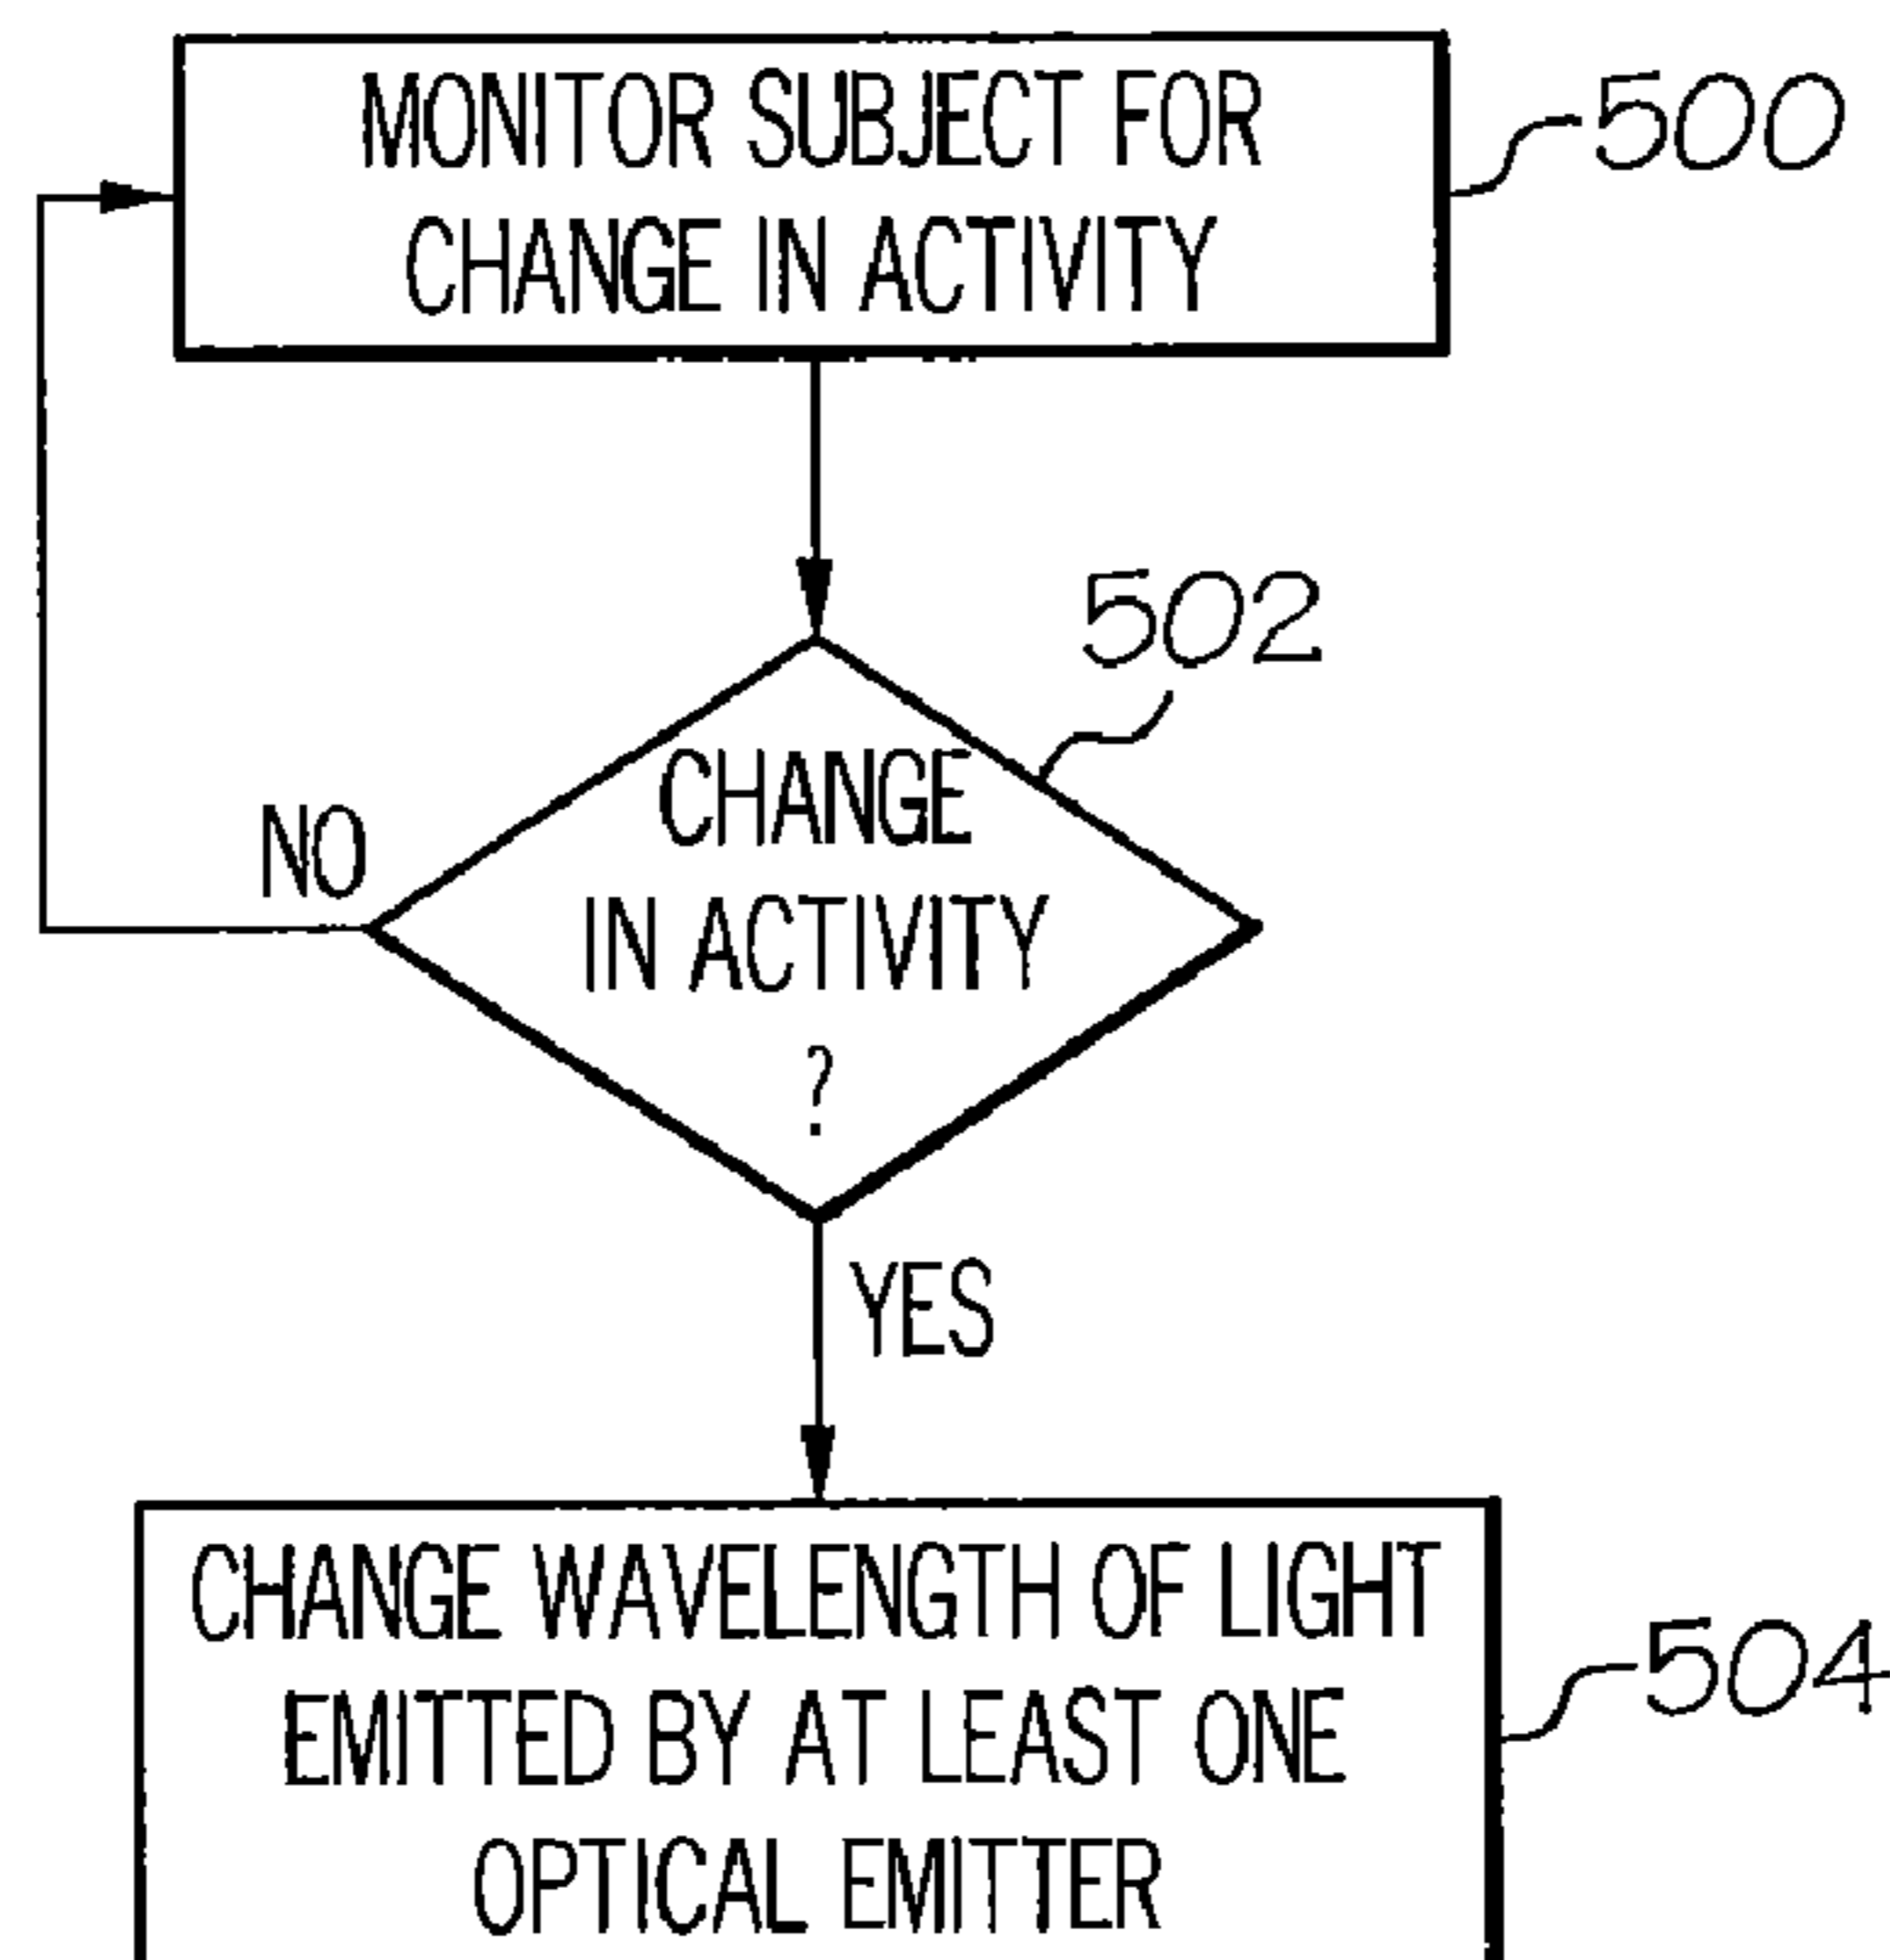 MONITOR SUBJECT FOR
CHANGE IN ACTIVITY
500
502
CHANGE
IN ACTIVITY
?
NO
YES
CHANGE WAVELENGTH OF LIGHT
EMITTED BY AT LEAST ONE
OPTICAL EMITTER
504